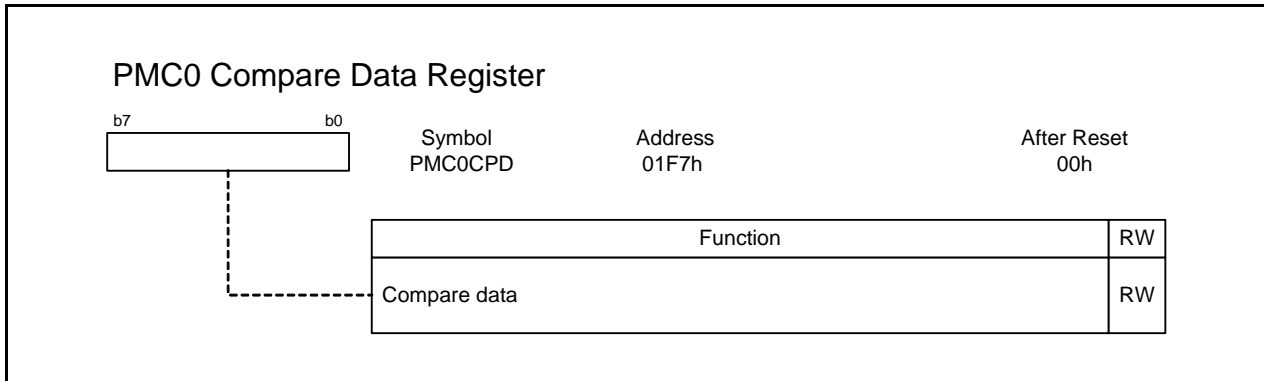 PMC0 Compare Data Register
b7 b0
Symbol Address After Reset
PMC0CPD 01F7h 00h
Function RW
Compare data RW